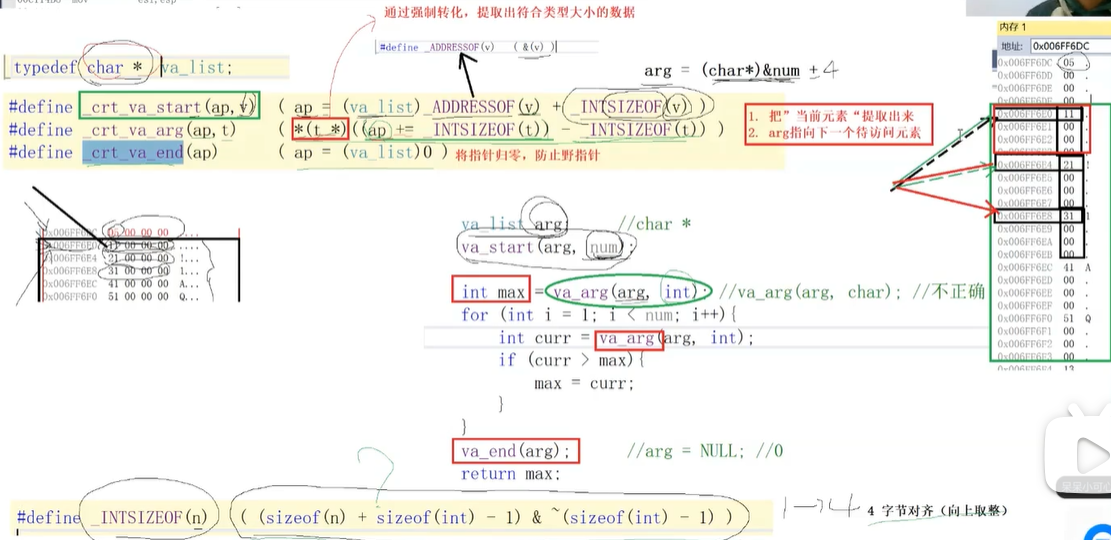 通过强制转化，提取出符合类型大小的数据
内存 1
地址: 0x006FF6DC
#define _ADDRESSOF(v) ( &(v) )
typedef char * va_list;
arg = (char*)&num +4
#define _crt_va_start(ap,v) ( ap = (va_list)_ADDRESSOF(v) + _INTSIZEOF(v) )
#define _crt_va_arg(ap,t) ( *(t *)((ap += _INTSIZEOF(t)) - _INTSIZEOF(t)) )
#define _crt_va_end(ap) ( ap = (va_list)0 ) 将指针归零，防止野指针
1. 把”当前元素“提取出来
2. arg指向下一个待访问元素
0x006FF6DC 05
0x006FF6DD 00
0x006FF6DE 00
0x006FF6E0 11
0x006FF6E1 00
0x006FF6E2 00
0x006FF6E4 21 !
0x006FF6E5 00
0x006FF6E6 00
0x006FF6E7 00
0x006FF6E8 31 1
0x006FF6E9 00
0x006FF6EA 00
0x006FF6EB 00
0x006FF6EC 41 A
0x006FF6ED 00
0x006FF6EE 00
0x006FF6EF 00
0x006FF6F0 51 Q
0x006FF6F1 00
0x006FF6F2 00
0x006FF6F3 00
05 00 00 00 ...
0x006FF6E0 11 00 00 00 ....
0x006FF6E4 21 00 00 00 !...
0x006FF6E8 31 00 00 00 1...
0x006FF6EC 41 00 00 00 A...
0x006FF6F0 51 00 00 00 Q...
va_list arg; //char *
va_start(arg, num);
int max = va_arg(arg, int); //va_arg(arg, char); //不正确
for (int i = 1; i < num; i++){
int curr = va_arg(arg, int);
if (curr > max){
max = curr;
}
}
va_end(arg); //arg = NULL; //0
return max;
?
#define _INTSIZEOF(n) ( (sizeof(n) + sizeof(int) - 1) & ~(sizeof(int) - 1) )
1→4 4 字节对齐（向上取整）